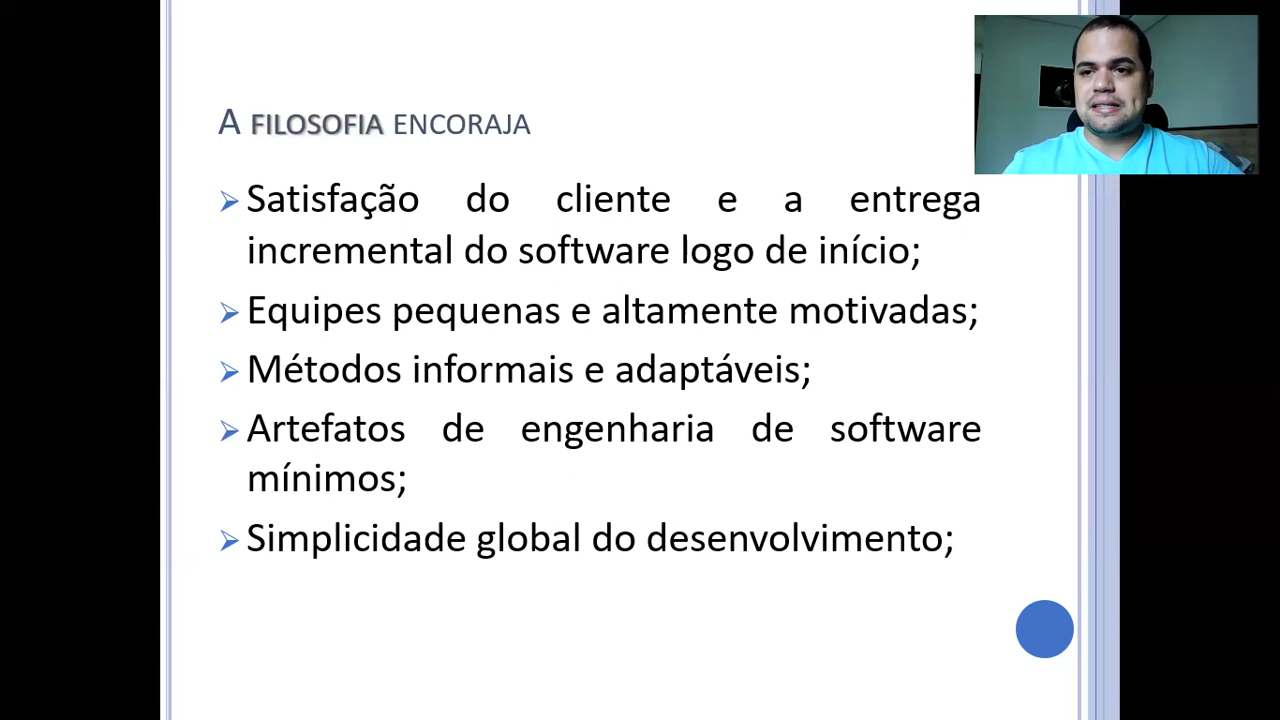 A FILOSOFIA ENCORAJA
Satisfação do cliente e a entrega
incremental do software logo de início;
Equipes pequenas e altamente motivadas;
Métodos informais e adaptáveis;
Artefatos de engenharia de software
mínimos;
Simplicidade global do desenvolvimento;